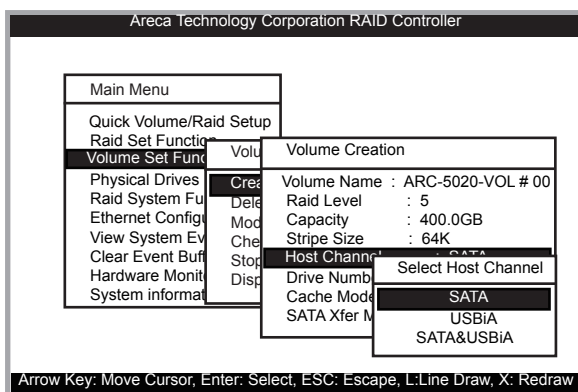 Areca Technology Corporation RAID Controller
Main Menu
Quick Volume/Raid Setup
Raid Set Function
Volume Set Func
Physical Drives
Raid System Fu
Ethernet Configu
View System Ev
Clear Event Buff
Hardware Monit
System informat
Volu
Crea
Dele
Mod
Che
Stop
Disp
Volume Creation
Volume Name : ARC-5020-VOL # 00
Raid Level : 5
Capacity : 400.0GB
Stripe Size : 64K
Host Channel : SATA
Drive Numb
Cache Mode
SATA Xfer M
Select Host Channel
SATA
USBiA
SATA&USBiA
Arrow Key: Move Cursor, Enter: Select, ESC: Escape, L:Line Draw, X: Redraw